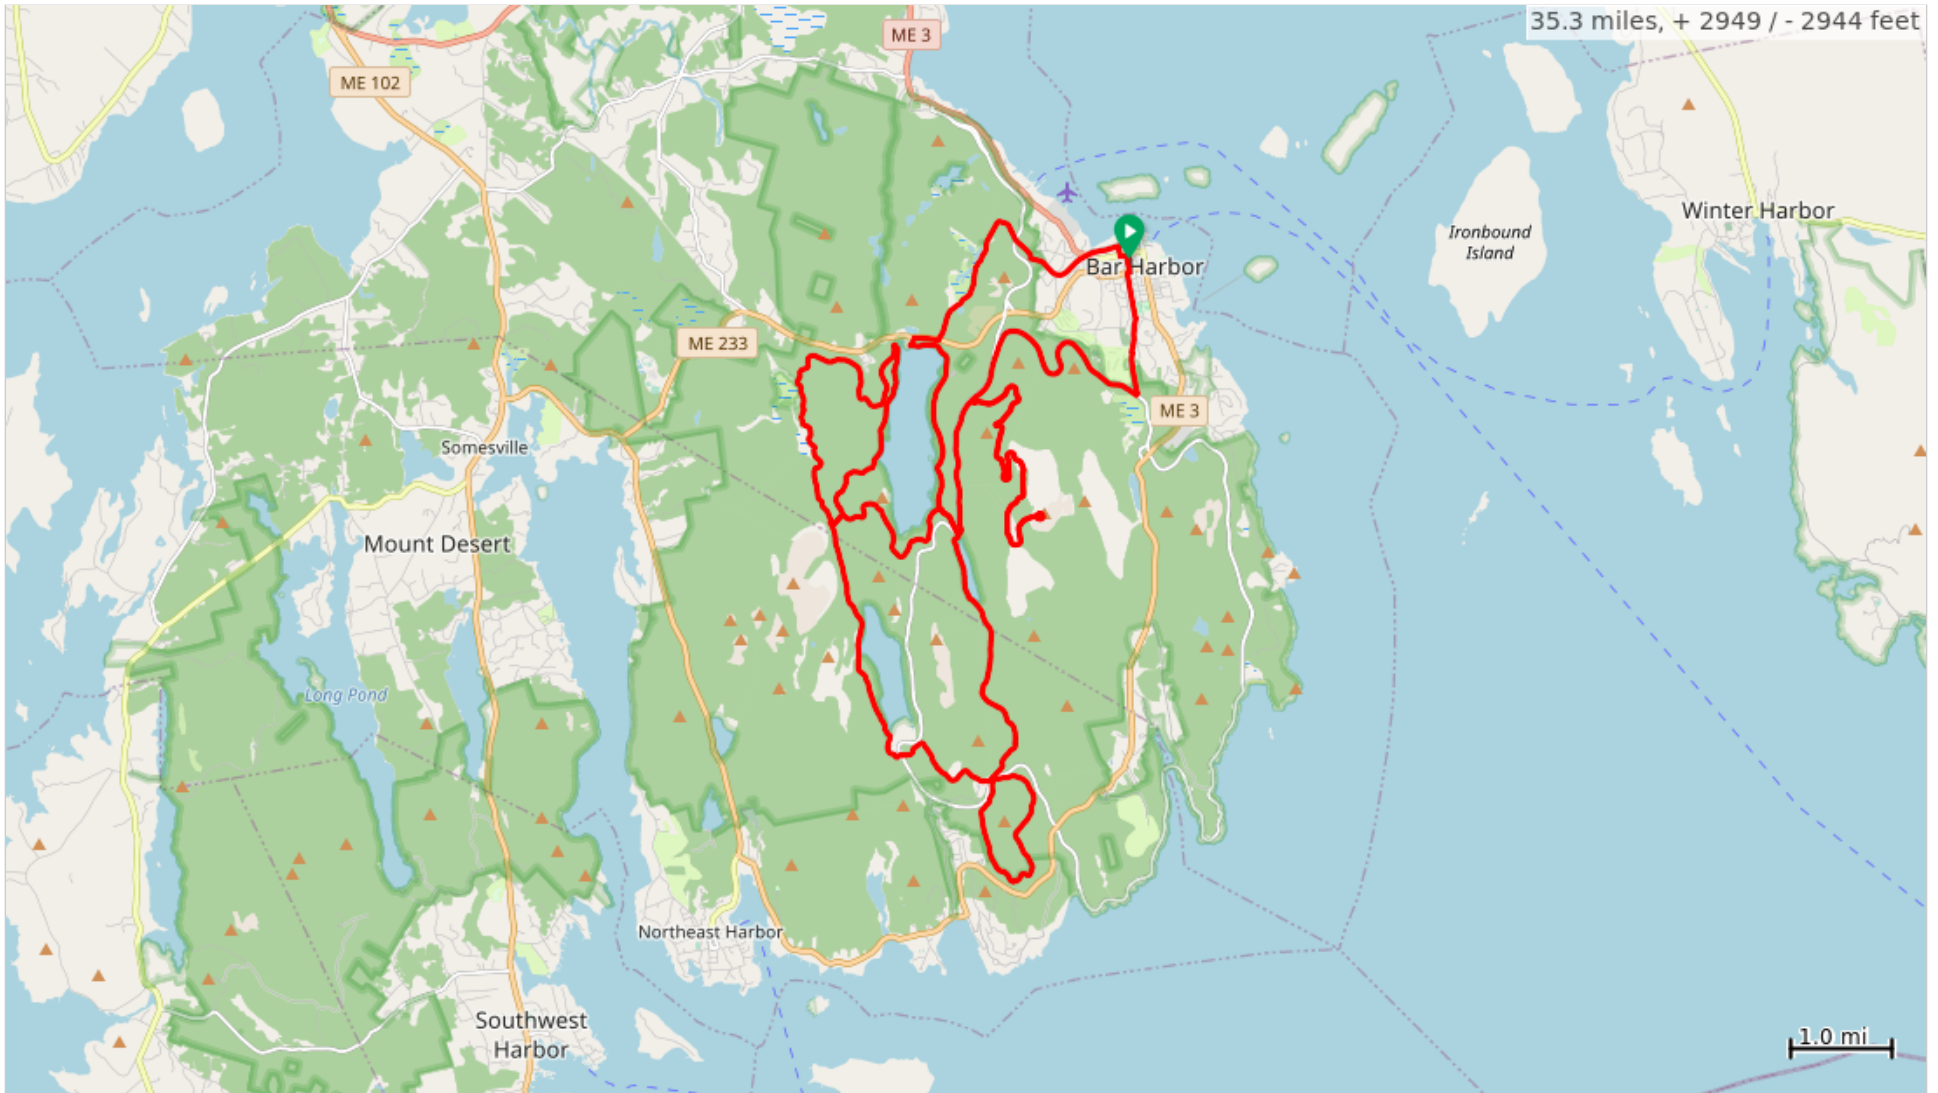 35.3 miles, + 2949 / - 2944 feet
ME 3
ME 102
Winter Harbor
Ironbound
Island
Bar Harbor
ME 233
ME 3
Somesville
Mount Desert
Long Pond
Northeast Harbor
Southwest
Harbor
1.0 mi